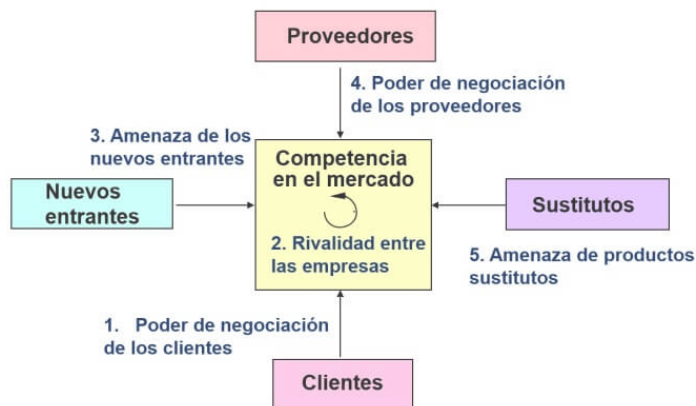 Proveedores
4. Poder de negociación
de los proveedores
3. Amenaza de los
nuevos entrantes
Competencia
en el mercado
Nuevos
entrantes
Sustitutos
2. Rivalidad entre
las empresas
5. Amenaza de productos
sustitutos
1. Poder de negociación
de los clientes
Clientes